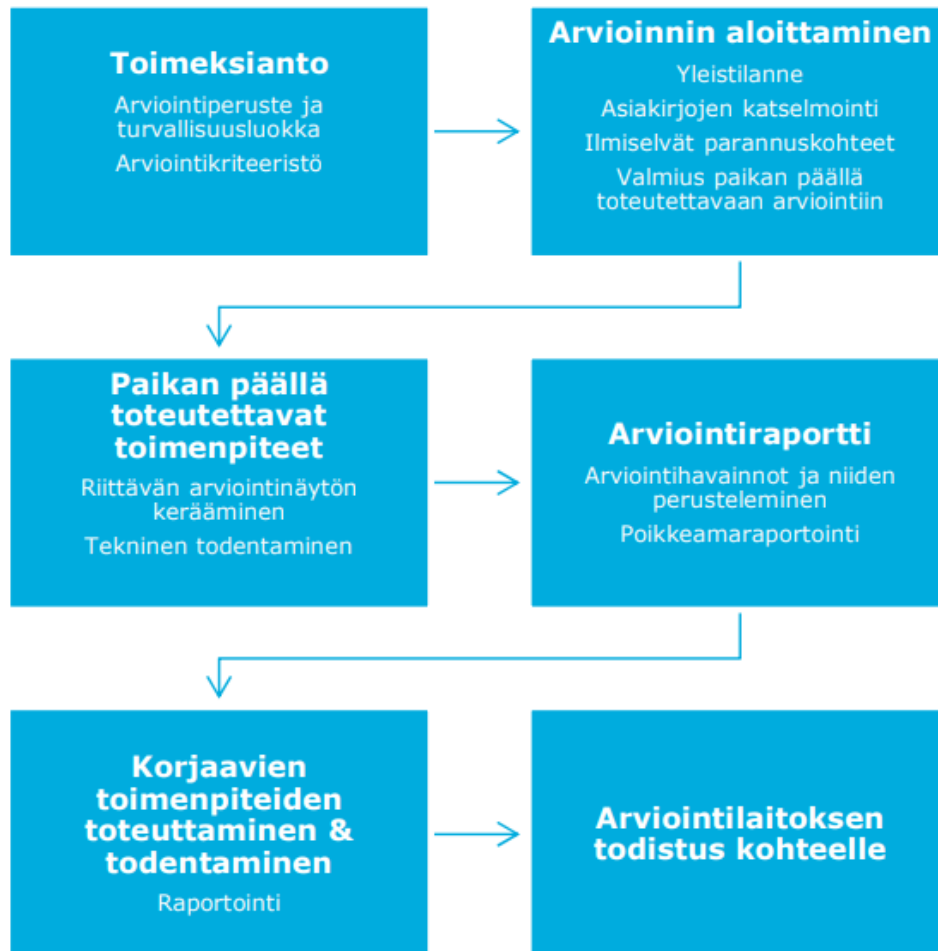 Toimeksianto
Arviointiperuste ja
turvallisuusluokka
Arviointikriteeristö
Arvioinnin aloittaminen
Yleistilanne
Asiakirjojen katselmointi
Ilmiselvät parannuskohteet
Valmius paikan päällä
toteutettavaan arviointiin
Paikan päällä
toteutettavat
toimenpiteet
Riittävän arviointinäytön
kerääminen
Tekninen todentaminen
Arviointiraportti
Arviointihavainnot ja niiden
perusteleminen
Poikkeamaraportointi
Korjaavien
toimenpiteiden
toteuttaminen &
todentaminen
Raportointi
Arviointilaitoksen
todistus kohteelle